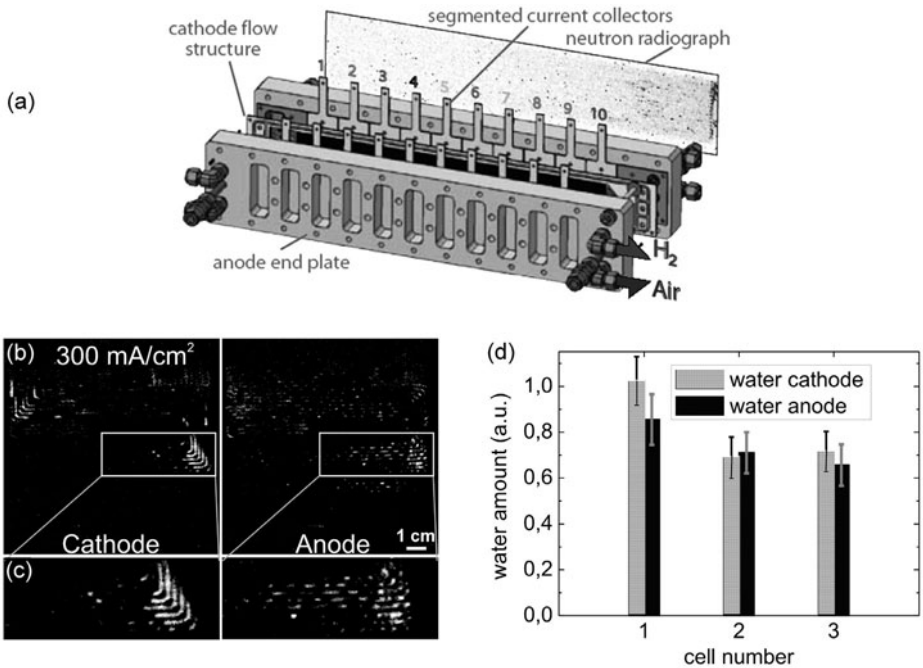 (a)
cathode flow
structure
segmented current collectors
neutron radiograph
1 2 3 4 5 6 7 8 9 10
anode end plate
H2
Air
(b)
300 mA/cm²
Cathode
Anode
1 cm
(c)
(d)
water amount (a.u.)
1,0
0,8
0,6
0,4
0,2
0,0
water cathode
water anode
1 2 3
cell number